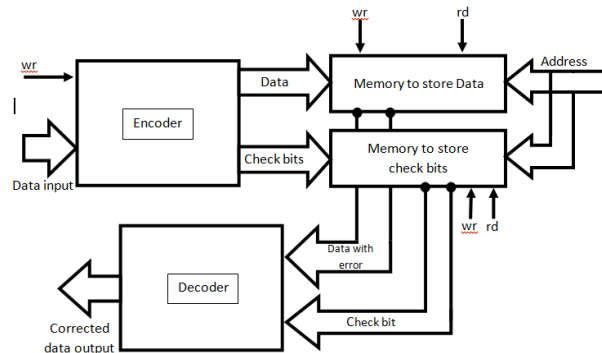 wr
rd
Address
wr
Data
Memory to store Data
|
Encoder
Memory to store
check bits
Check bits
Data input
wr
rd
Data with
error
Decoder
Check bit
Corrected
data output